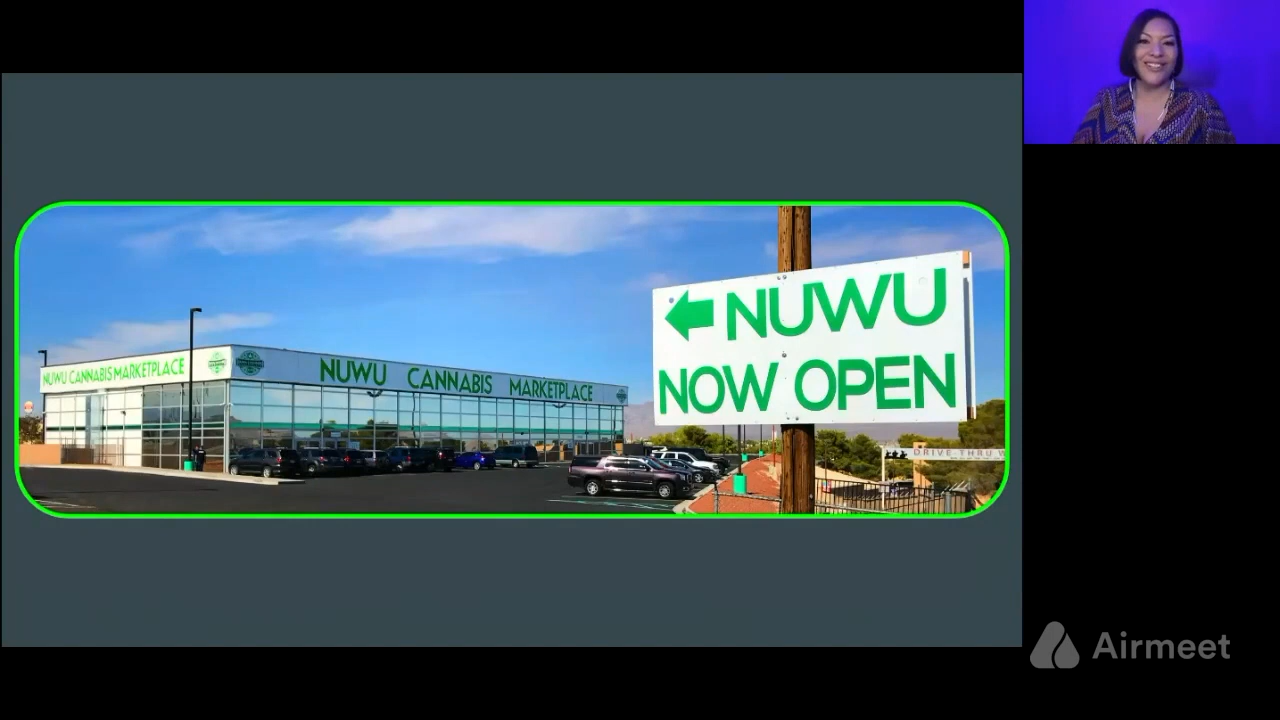 NUWU CANNABIS MARKETPLACE
NUWU CANNABIS MARKETPLACE
NUWU
NOW OPEN
DRIVE THRU
Airmeet